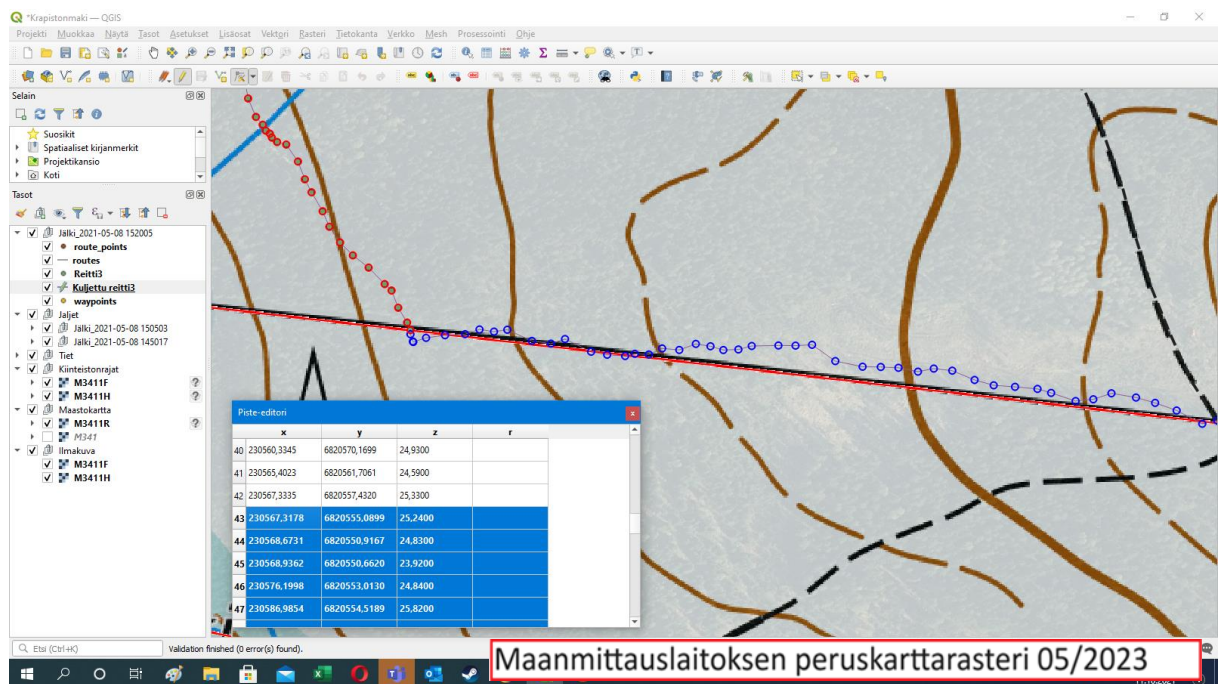 *Krapistonmaki — QGIS
Projekti Muokkaa Näytä Tasot Asetukset Lisäosat Vektori Rasteri Tietokanta Verkko Mesh Prosessointi Ohje
Selain
Suosikit
Spatiaaliset kirjanmerkit
Projektikansio
Koti
Tasot
Jälki_2021-05-08 152005
route_points
routes
Reitti3
Kuljettu reitti3
waypoints
Jaljet
Jälki_2021-05-08 150503
Jälki_2021-05-08 145017
Tiet
Kiinteistonrajat
M3411F ?
M3411H ?
Maastokartta
M3411R ?
M341
Ilmakuva
M3411F
M3411H
Piste-editori x
x y z r
40 230560,3345 6820570,1699 24,9300
41 230565,4023 6820561,7061 24,5900
42 230567,3335 6820557,4320 25,3300
43 230567,3178 6820555,0899 25,2400
44 230568,6731 6820550,9167 24,8300
45 230568,9362 6820550,6620 23,9200
46 230576,1998 6820553,0130 24,8400
47 230586,9854 6820554,5189 25,8200
Etsi (Ctrl+K) Validation finished (0 error(s) found).
Maanmittauslaitoksen peruskarttarasteri 05/2023